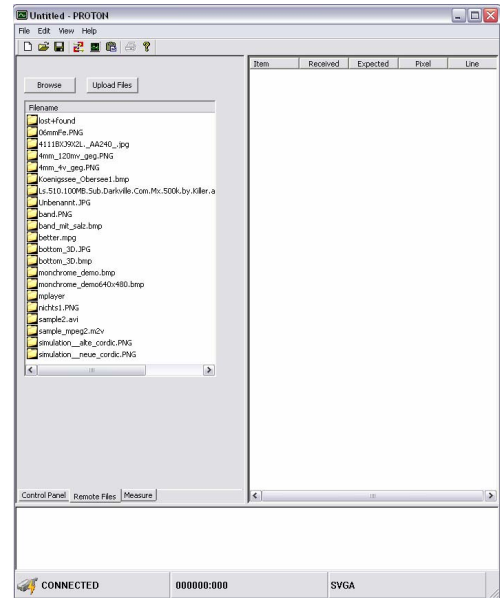 Untitled - PROTON
File Edit View Help
Item Received Expected Pixel Line
Browse Upload Files
Filename
lost+found
06mmFe.PNG
4111BXJ9X2L._AA240_.jpg
4mm_120mv_geg.PNG
4mm_4v_geg.PNG
Koenigssee_Obersee1.bmp
Ls.510.100MB.Sub.Darkville.Com.Mx.500k.by.Killer.a
Unbenannt.JPG
band.PNG
band_mit_salz.bmp
better.mpg
bottom_3D.JPG
bottom_3D.bmp
monchrome_demo.bmp
monchrome_demo640x480.bmp
mplayer
nichts1.PNG
sample2.avi
sample_mpeg2.m2v
simulation__alte_cordic.PNG
simulation__neue_cordic.PNG
Control Panel Remote Files Measure
CONNECTED 000000:000 SVGA